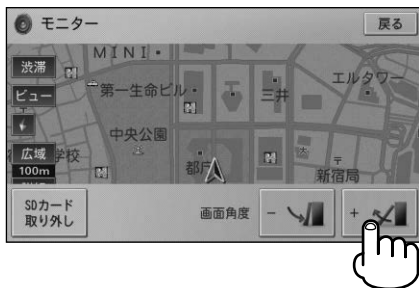 モニター
戻る
MINI
渋滞
ビュー
第一生命ビル
三井
エルタワー
中央公園
広域
学校
100m
都庁
新宿局
SDカード
取り外し
画面角度
-
+